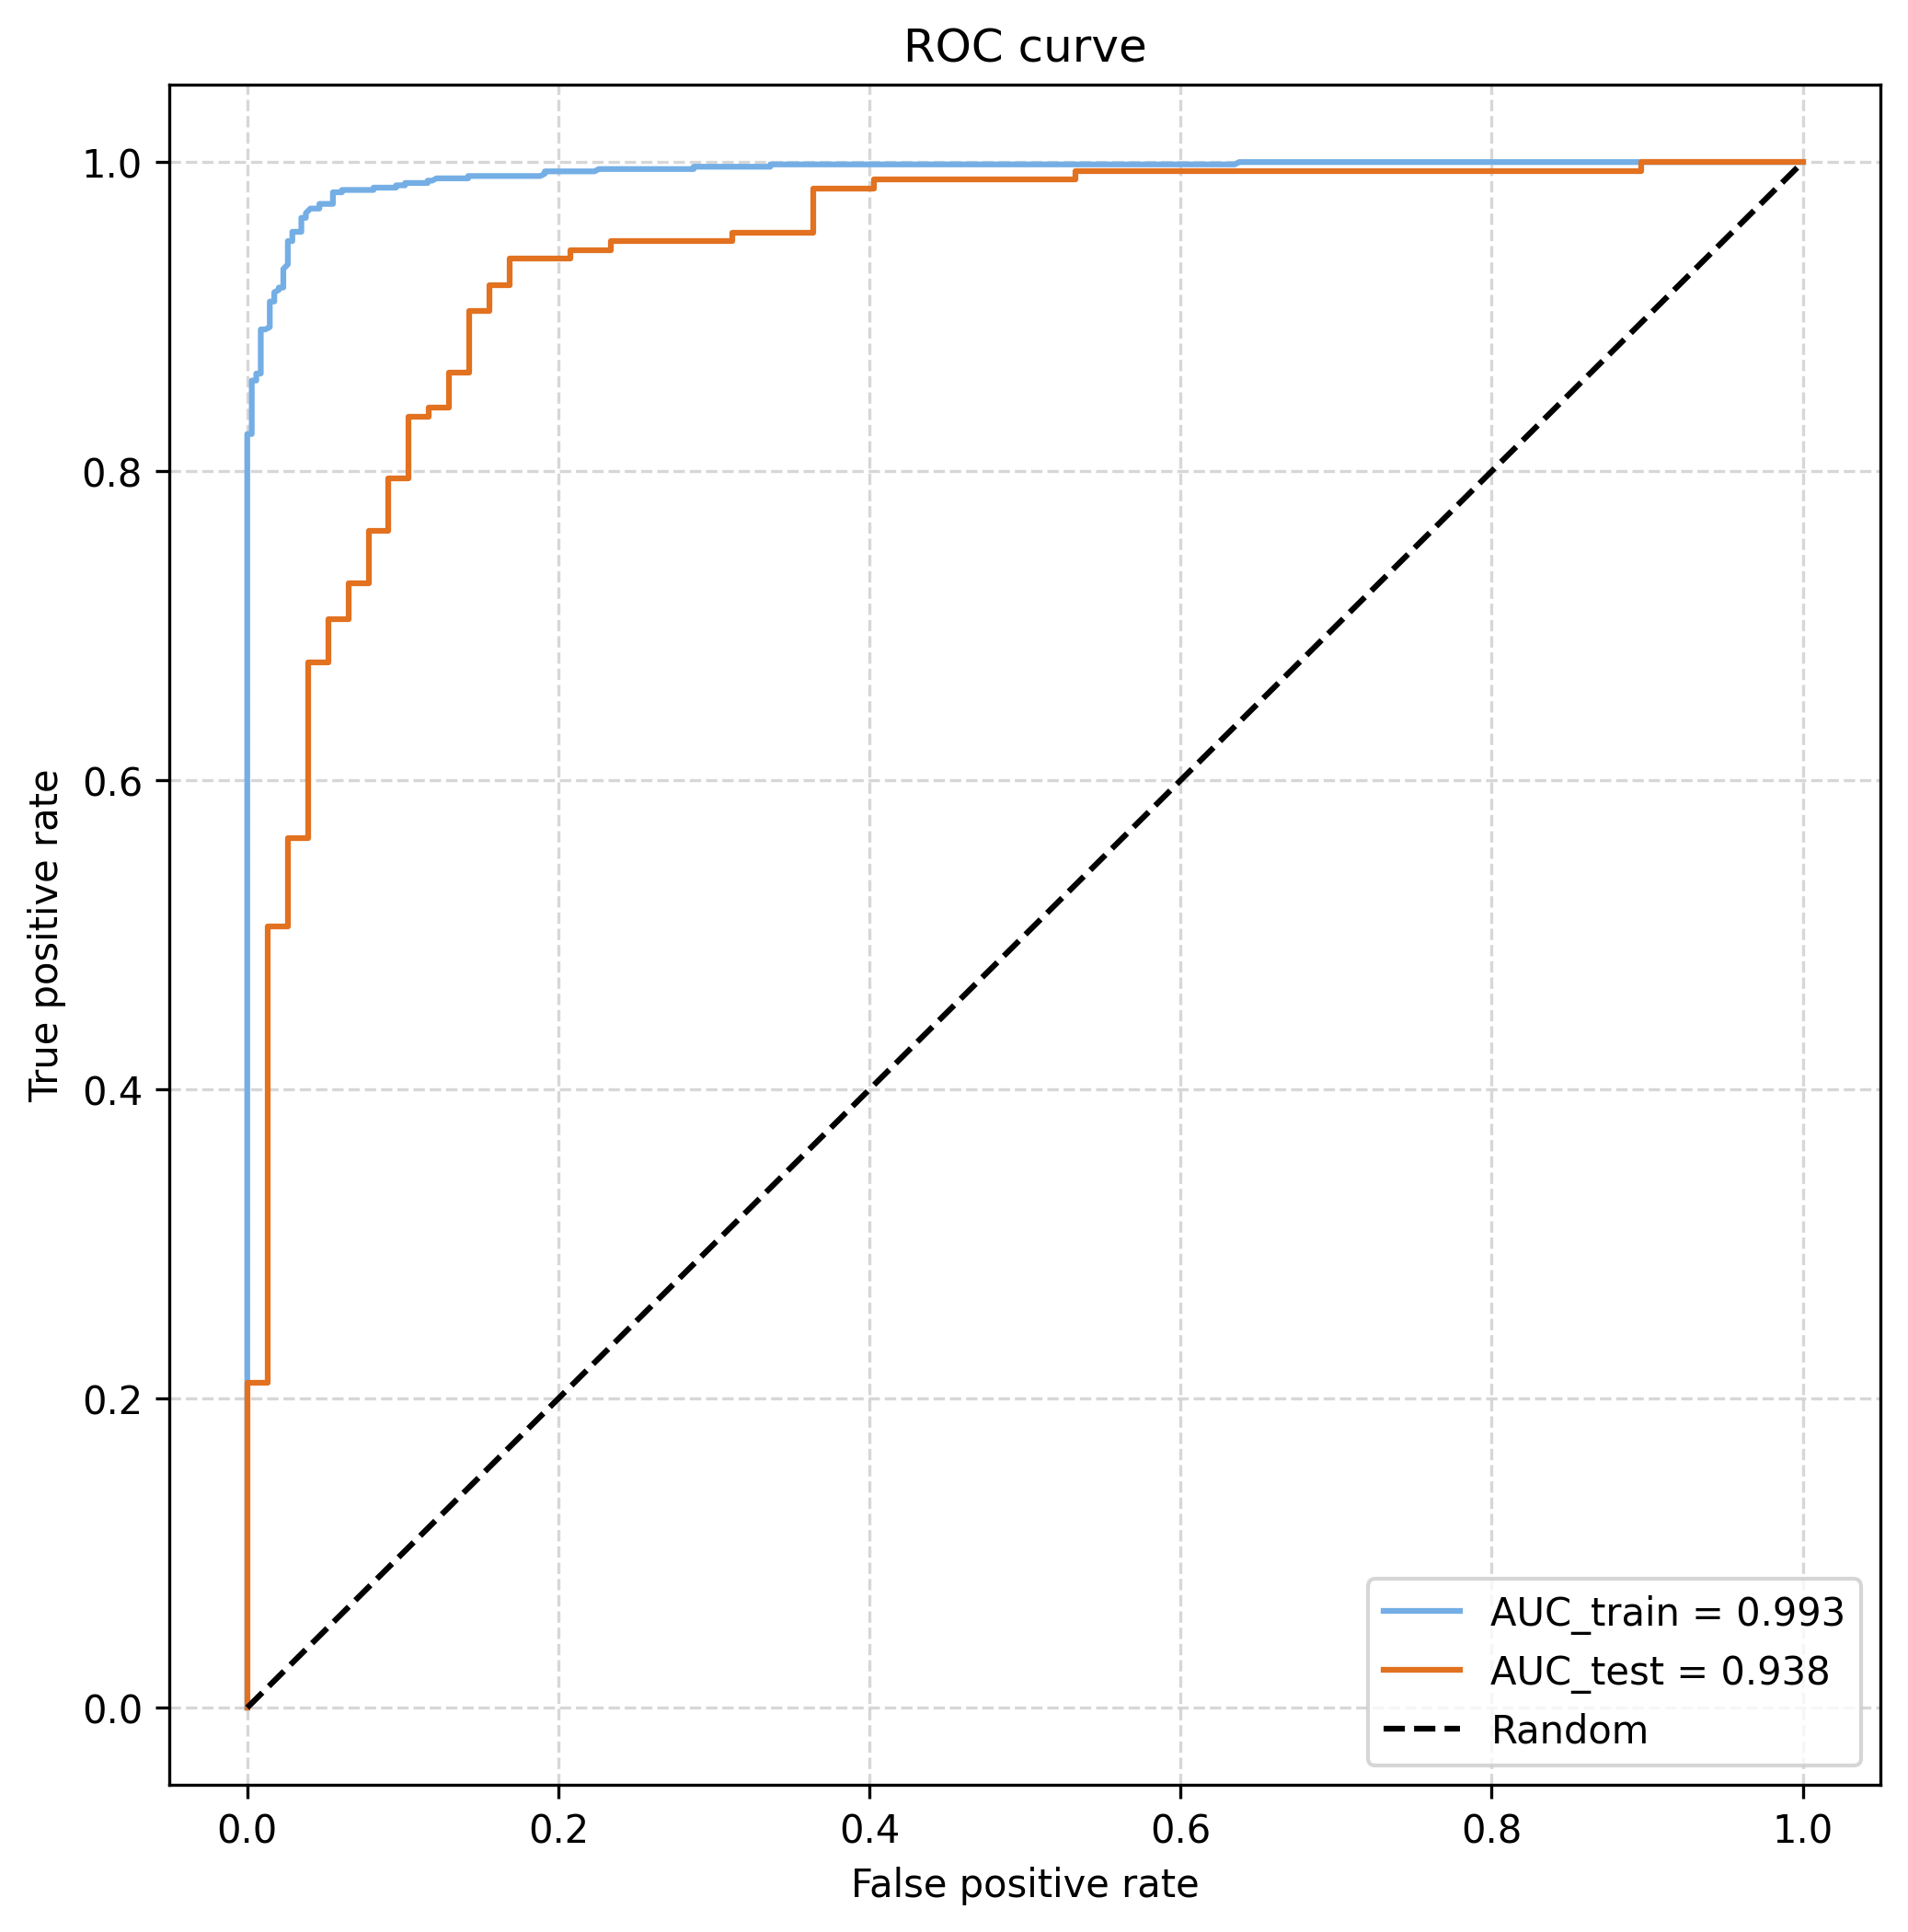 ROC curve
True positive rate
1.0
0.8
0.6
0.4
0.2
0.0
0.0 0.2 0.4 0.6 0.8 1.0
False positive rate
AUC_train = 0.993
AUC_test = 0.938
Random